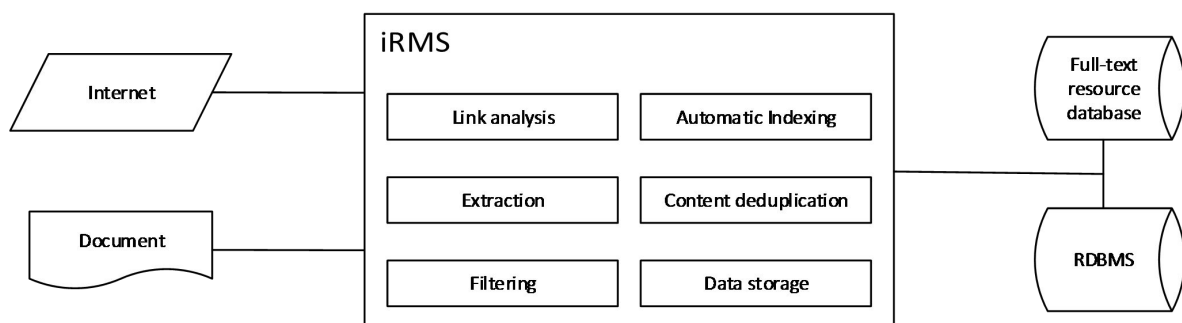 iRMS
Internet
Link analysis
Automatic Indexing
Full-text
resource
database
Extraction
Content deduplication
Document
Filtering
Data storage
RDBMS